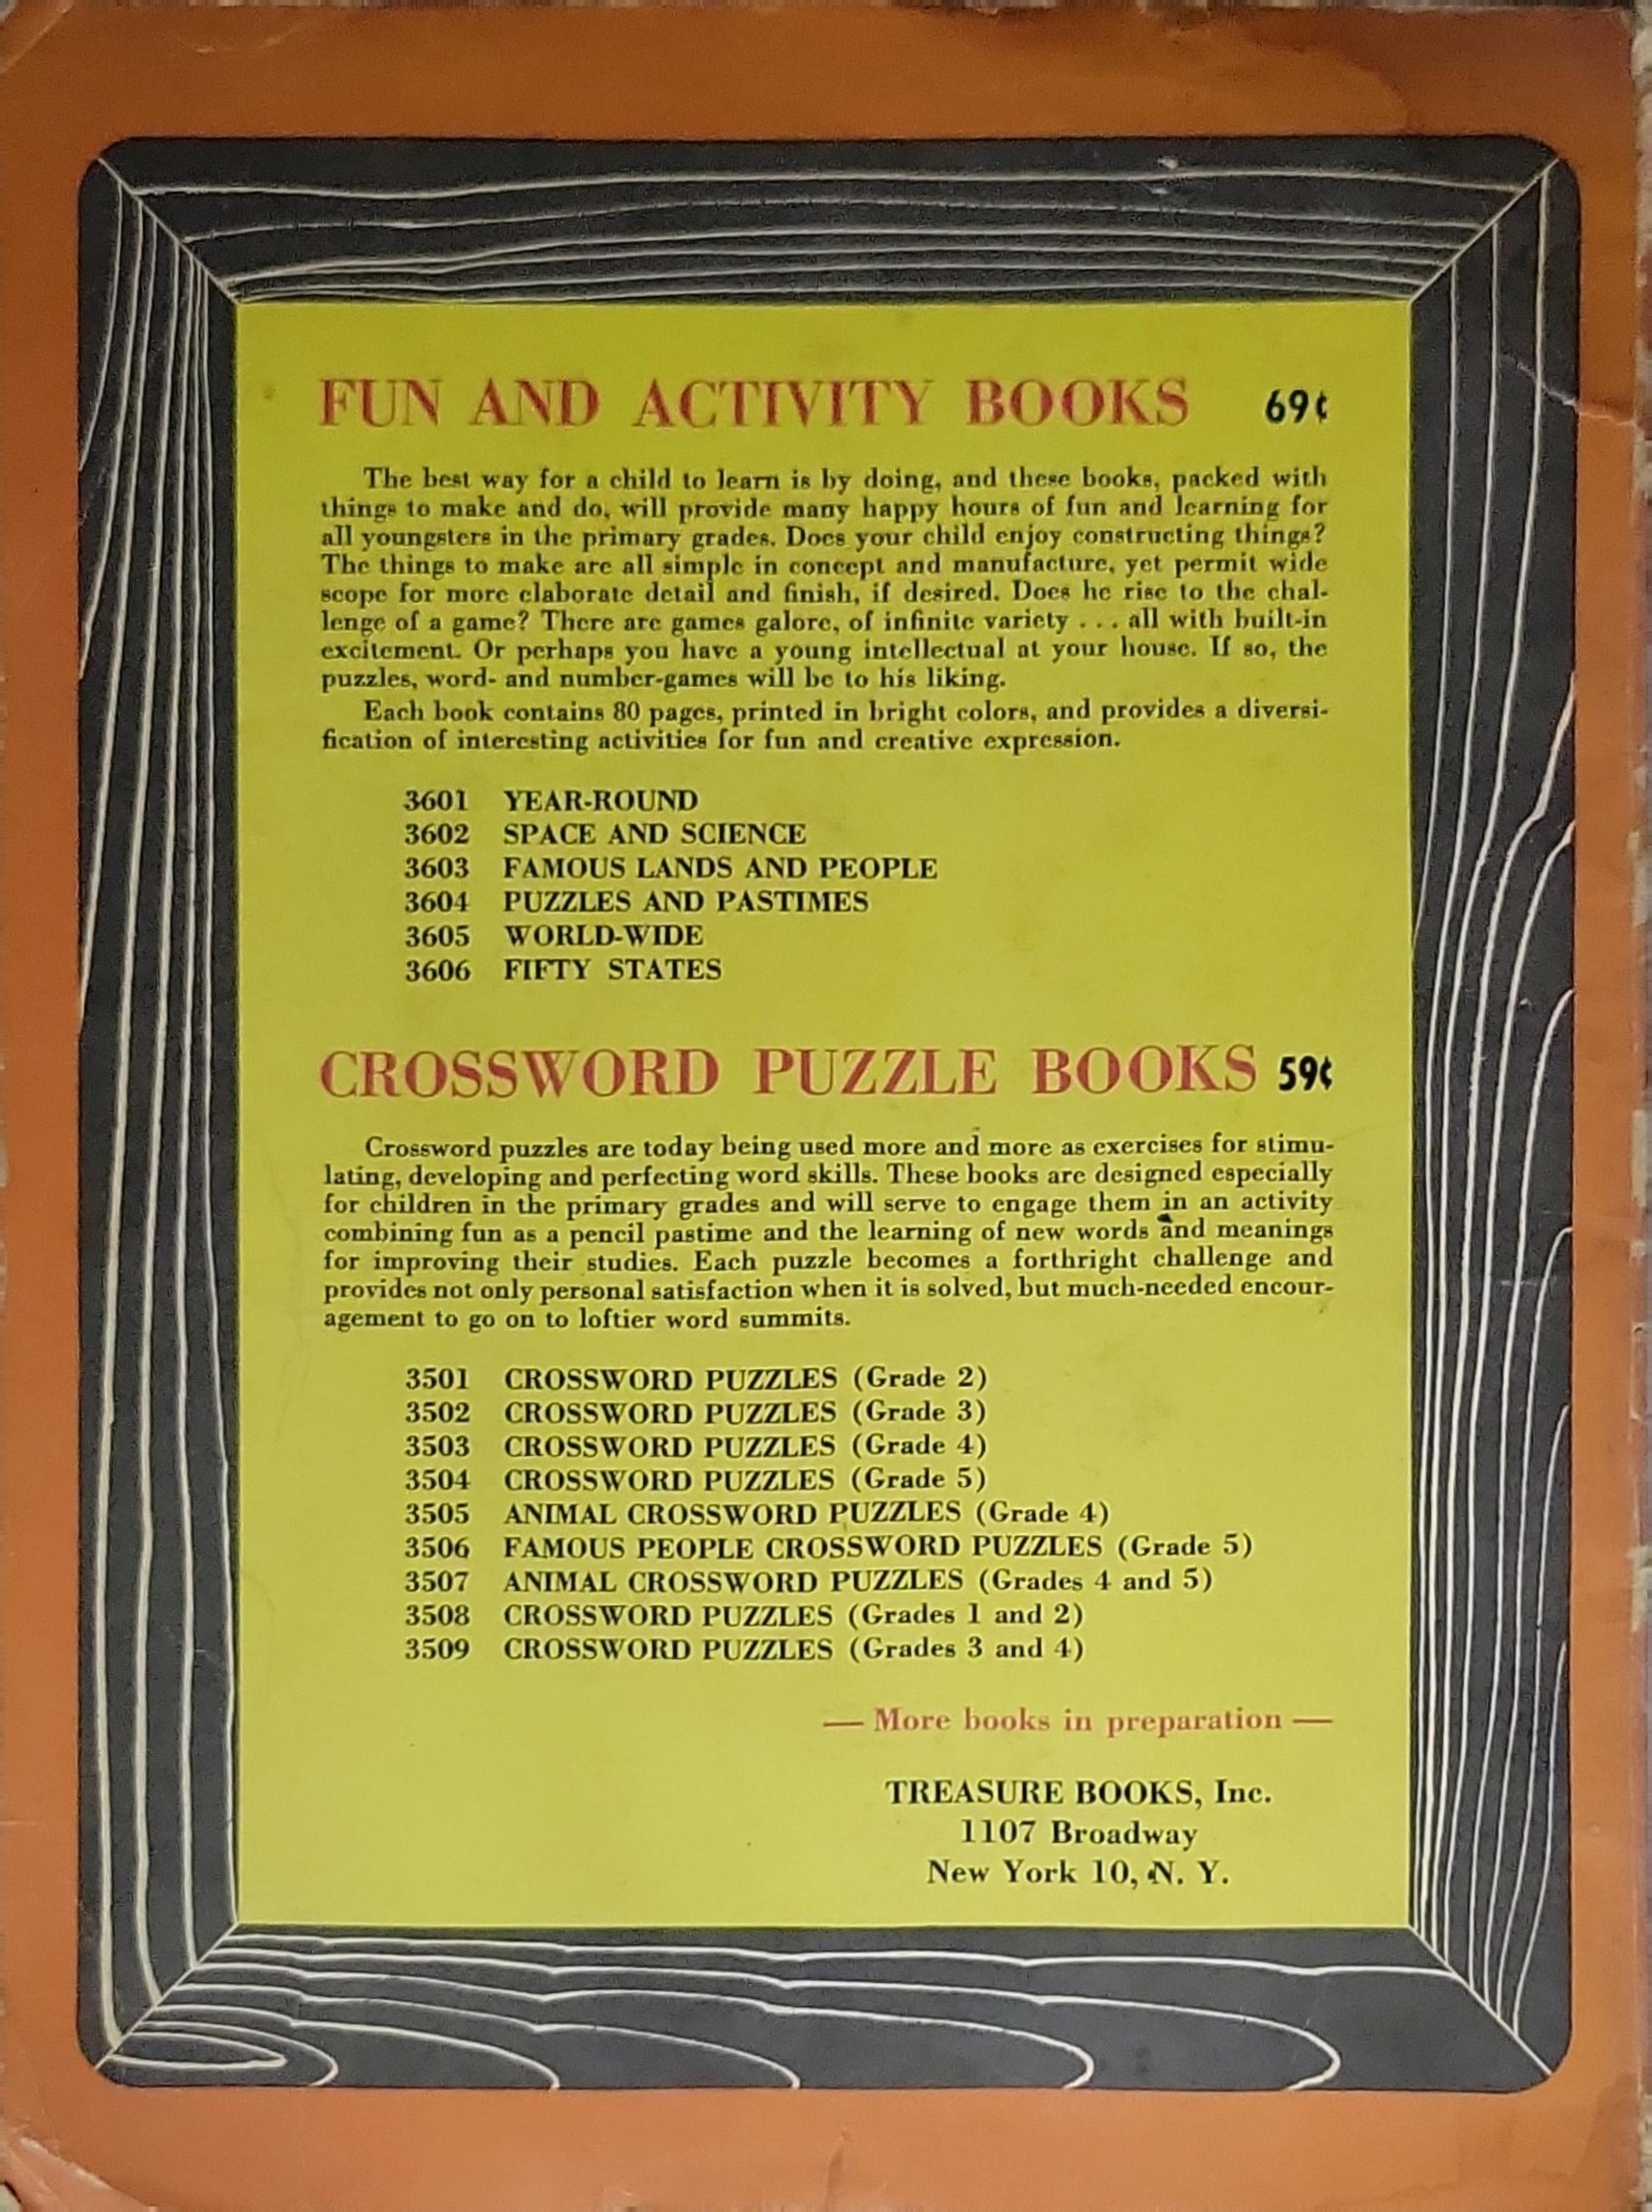 FUN AND ACTIVITY BOOKS 69¢
The best way for a child to learn is by doing, and these books, packed with
things to make and do, will provide many happy hours of fun and learning for
all youngsters in the primary grades. Does your child enjoy constructing things?
The things to make are all simple in concept and manufacture, yet permit wide
scope for more elaborate detail and finish, if desired. Does he rise to the chal-
lenge of a game? There are games galore, of infinite variety . . . all with built-in
excitement. Or perhaps you have a young intellectual at your house. If so, the
puzzles, word- and number-games will be to his liking.
Each book contains 80 pages, printed in bright colors, and provides a diversi-
fication of interesting activities for fun and creative expression.
3601 YEAR-ROUND
3602 SPACE AND SCIENCE
3603 FAMOUS LANDS AND PEOPLE
3604 PUZZLES AND PASTIMES
3605 WORLD-WIDE
3606 FIFTY STATES
CROSSWORD PUZZLE BOOKS 59¢
Crossword puzzles are today being used more and more as exercises for stimu-
lating, developing and perfecting word skills. These books are designed especially
for children in the primary grades and will serve to engage them in an activity
combining fun as a pencil pastime and the learning of new words and meanings
for improving their studies. Each puzzle becomes a forthright challenge and
provides not only personal satisfaction when it is solved, but much-needed encour-
agement to go on to loftier word summits.
3501 CROSSWORD PUZZLES (Grade 2)
3502 CROSSWORD PUZZLES (Grade 3)
3503 CROSSWORD PUZZLES (Grade 4)
3504 CROSSWORD PUZZLES (Grade 5)
3505 ANIMAL CROSSWORD PUZZLES (Grade 4)
3506 FAMOUS PEOPLE CROSSWORD PUZZLES (Grade 5)
3507 ANIMAL CROSSWORD PUZZLES (Grades 4 and 5)
3508 CROSSWORD PUZZLES (Grades 1 and 2)
3509 CROSSWORD PUZZLES (Grades 3 and 4)
— More books in preparation —
TREASURE BOOKS, Inc.
1107 Broadway
New York 10, N. Y.